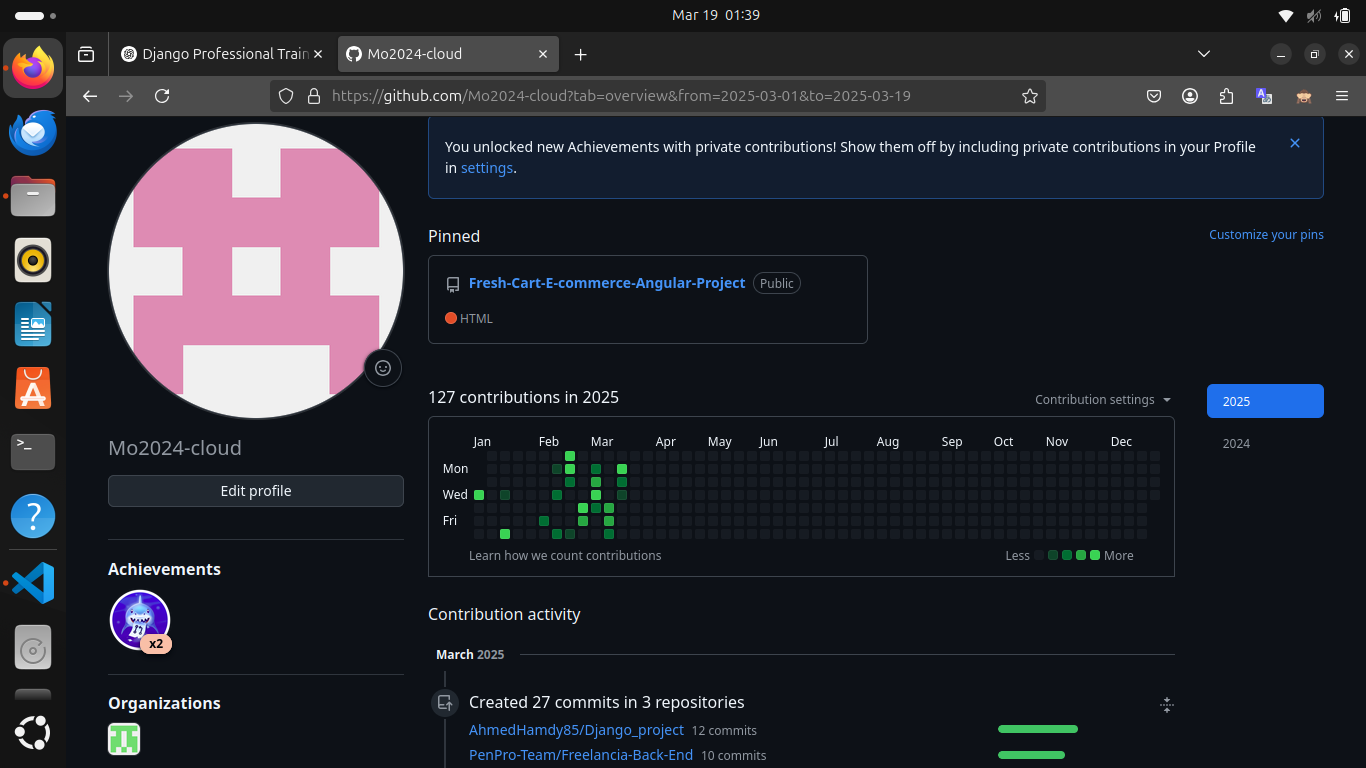 Mar 19 01:39
Django Professional Train
Mo2024-cloud
https://github.com/Mo2024-cloud?tab=overview&from=2025-03-01&to=2025-03-19
You unlocked new Achievements with private contributions! Show them off by including private contributions in your Profile
in settings.
Pinned
Customize your pins
Fresh-Cart-E-commerce-Angular-Project Public
HTML
127 contributions in 2025
Contribution settings
2025
2024
Jan Feb Mar Apr May Jun Jul Aug Sep Oct Nov Dec
Mon
Wed
Fri
Learn how we count contributions
Less More
Mo2024-cloud
Edit profile
Achievements
x2
Organizations
Contribution activity
March 2025
Created 27 commits in 3 repositories
AhmedHamdy85/Django_project 12 commits
PenPro-Team/Freelancia-Back-End 10 commits